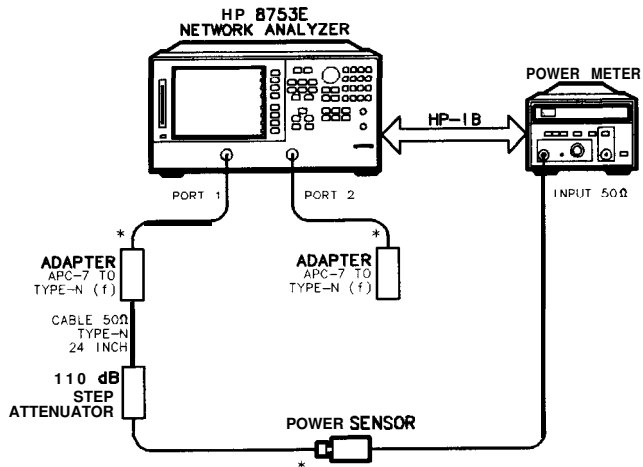 HP 8753E
NETWORK ANALYZER
POWER METER
HP-IB
PORT 1
PORT 2
INPUT 50Ω
*
*
ADAPTER
APC-7 TO
TYPE-N (f)
ADAPTER
APC-7 TO
TYPE-N (f)
CABLE 50Ω
TYPE-N
24 INCH
110 dB
STEP
ATTENUATOR
POWER SENSOR
*